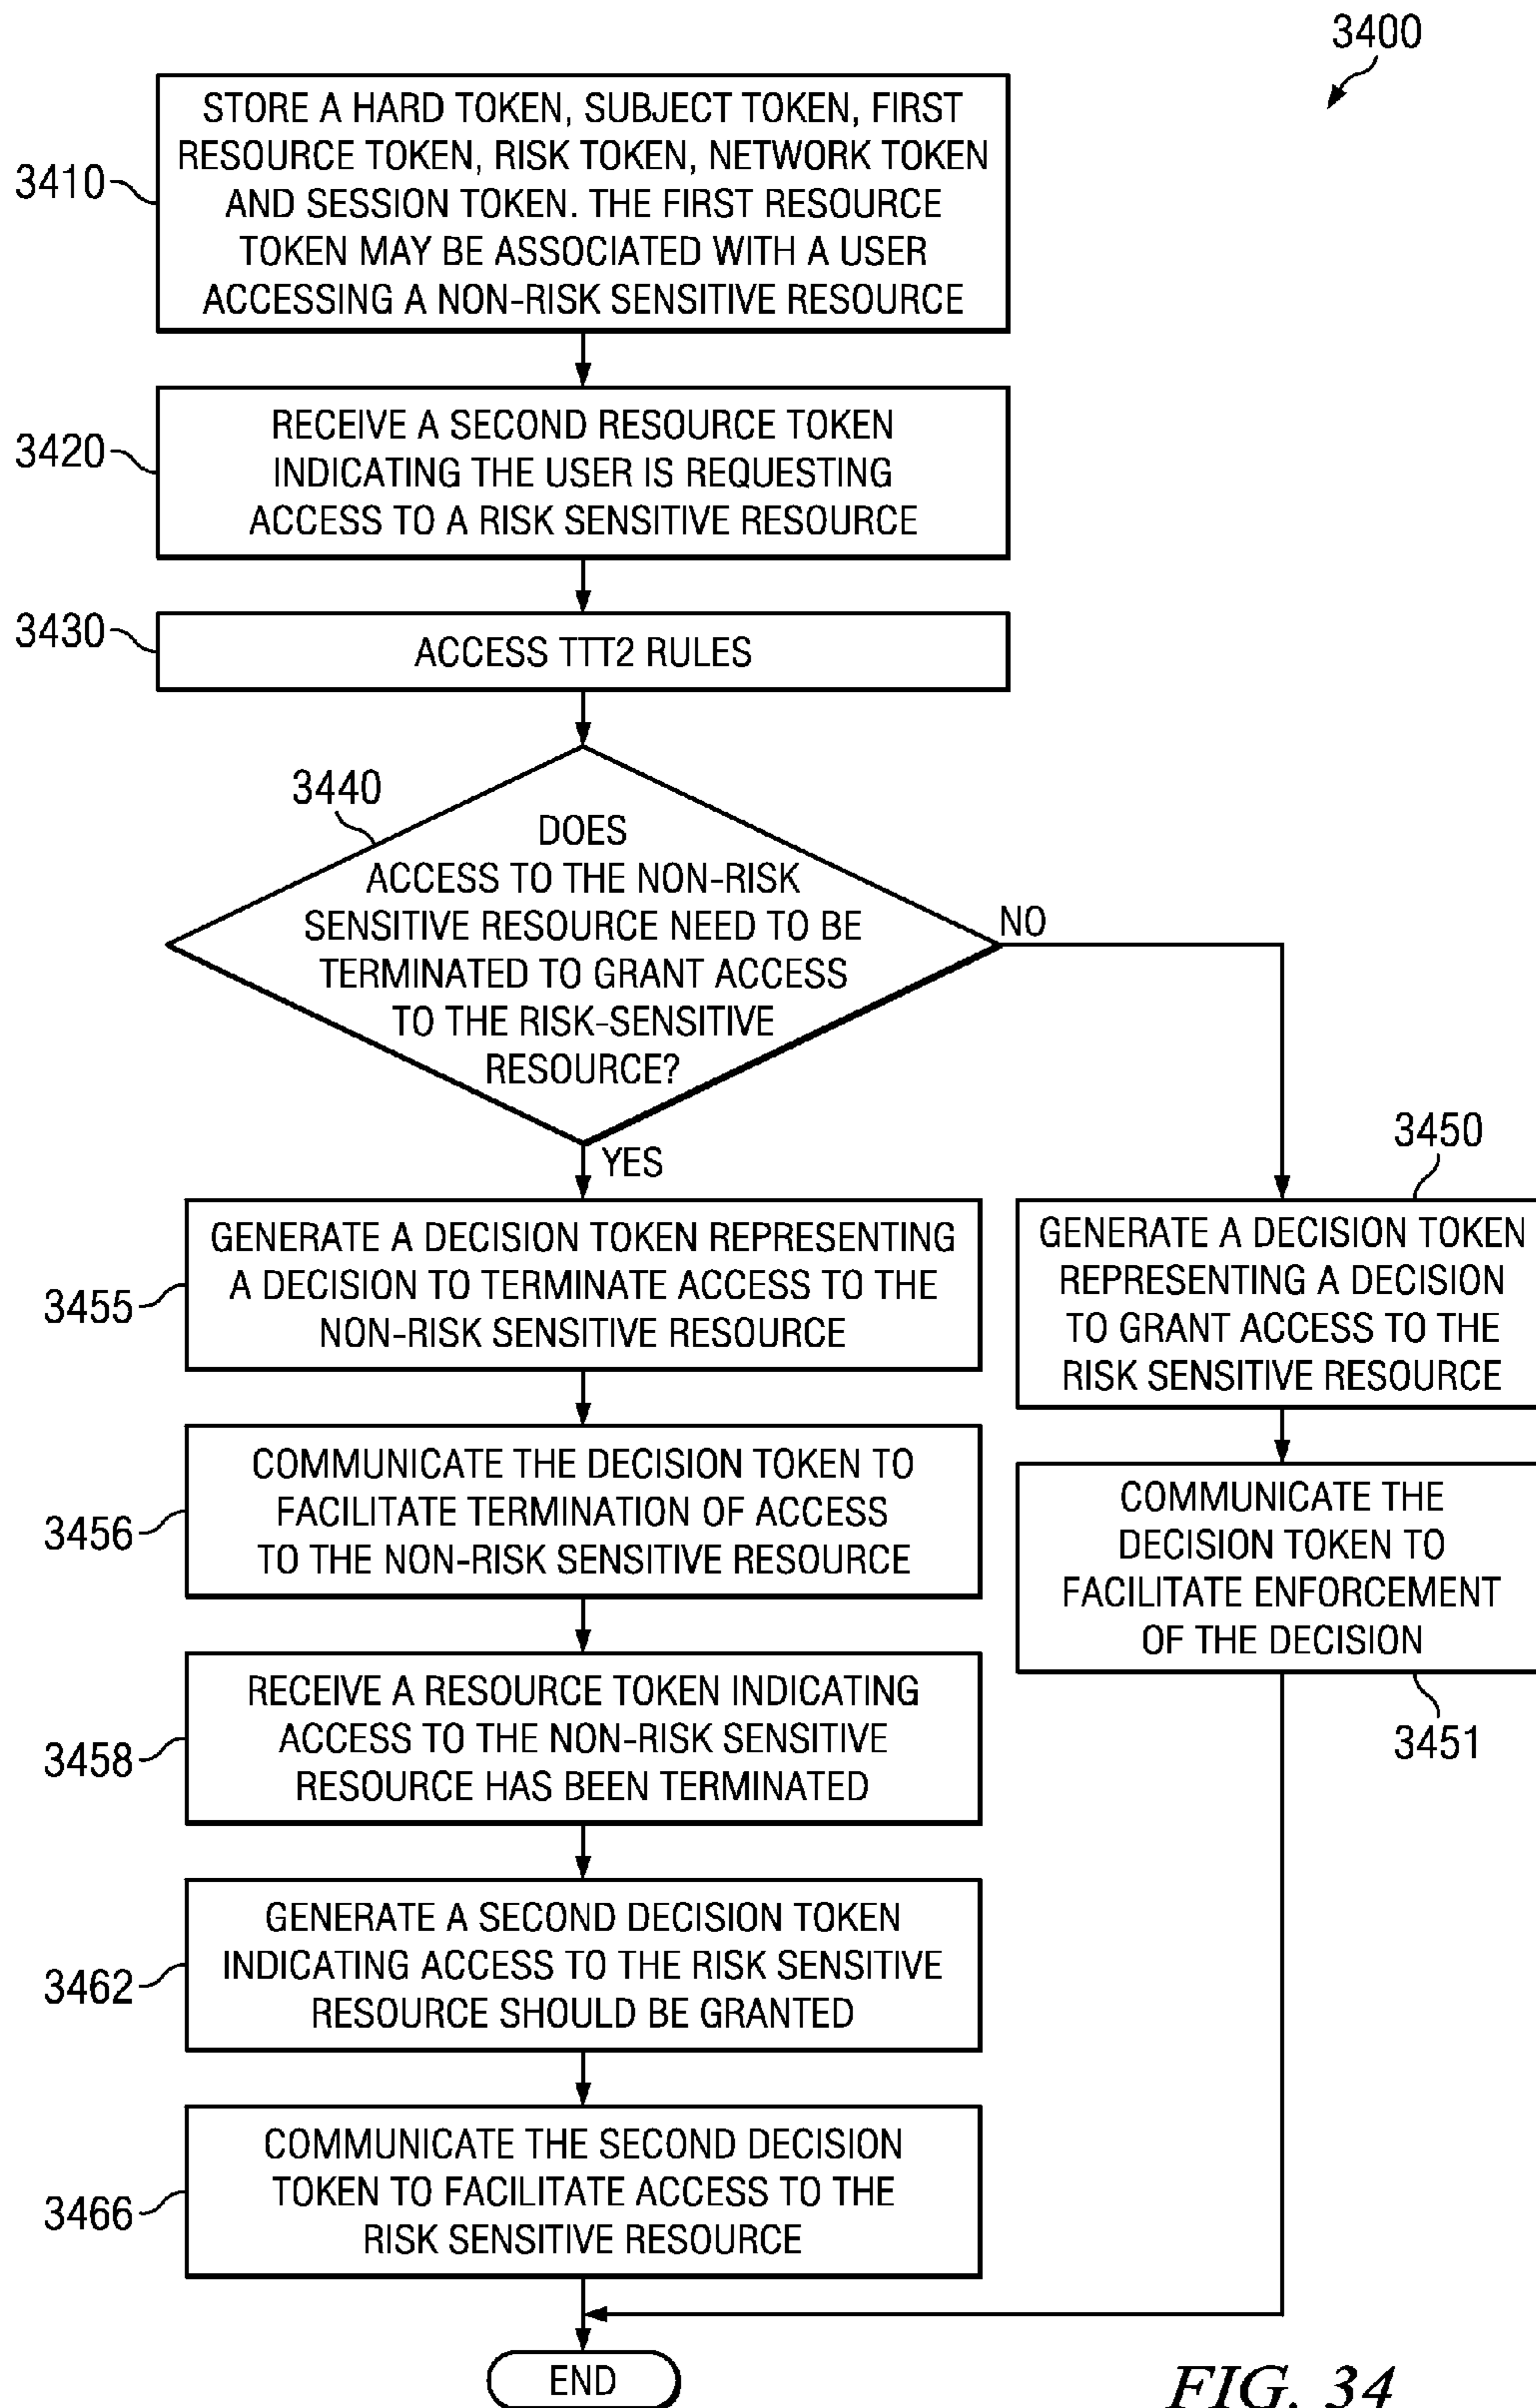 3400
3410
STORE A HARD TOKEN, SUBJECT TOKEN, FIRST
RESOURCE TOKEN, RISK TOKEN, NETWORK TOKEN
AND SESSION TOKEN. THE FIRST RESOURCE
TOKEN MAY BE ASSOCIATED WITH A USER
ACCESSING A NON-RISK SENSITIVE RESOURCE
3420
RECEIVE A SECOND RESOURCE TOKEN
INDICATING THE USER IS REQUESTING
ACCESS TO A RISK SENSITIVE RESOURCE
3430
ACCESS TTT2 RULES
3440
DOES
ACCESS TO THE NON-RISK
SENSITIVE RESOURCE NEED TO BE
TERMINATED TO GRANT ACCESS
TO THE RISK-SENSITIVE
RESOURCE?
NO
YES
3455
GENERATE A DECISION TOKEN REPRESENTING
A DECISION TO TERMINATE ACCESS TO THE
NON-RISK SENSITIVE RESOURCE
3450
GENERATE A DECISION TOKEN
REPRESENTING A DECISION
TO GRANT ACCESS TO THE
RISK SENSITIVE RESOURCE
3456
COMMUNICATE THE DECISION TOKEN TO
FACILITATE TERMINATION OF ACCESS
TO THE NON-RISK SENSITIVE RESOURCE
COMMUNICATE THE
DECISION TOKEN TO
FACILITATE ENFORCEMENT
OF THE DECISION
3451
3458
RECEIVE A RESOURCE TOKEN INDICATING
ACCESS TO THE NON-RISK SENSITIVE
RESOURCE HAS BEEN TERMINATED
3462
GENERATE A SECOND DECISION TOKEN
INDICATING ACCESS TO THE RISK SENSITIVE
RESOURCE SHOULD BE GRANTED
3466
COMMUNICATE THE SECOND DECISION
TOKEN TO FACILITATE ACCESS TO THE
RISK SENSITIVE RESOURCE
END
FIG. 34